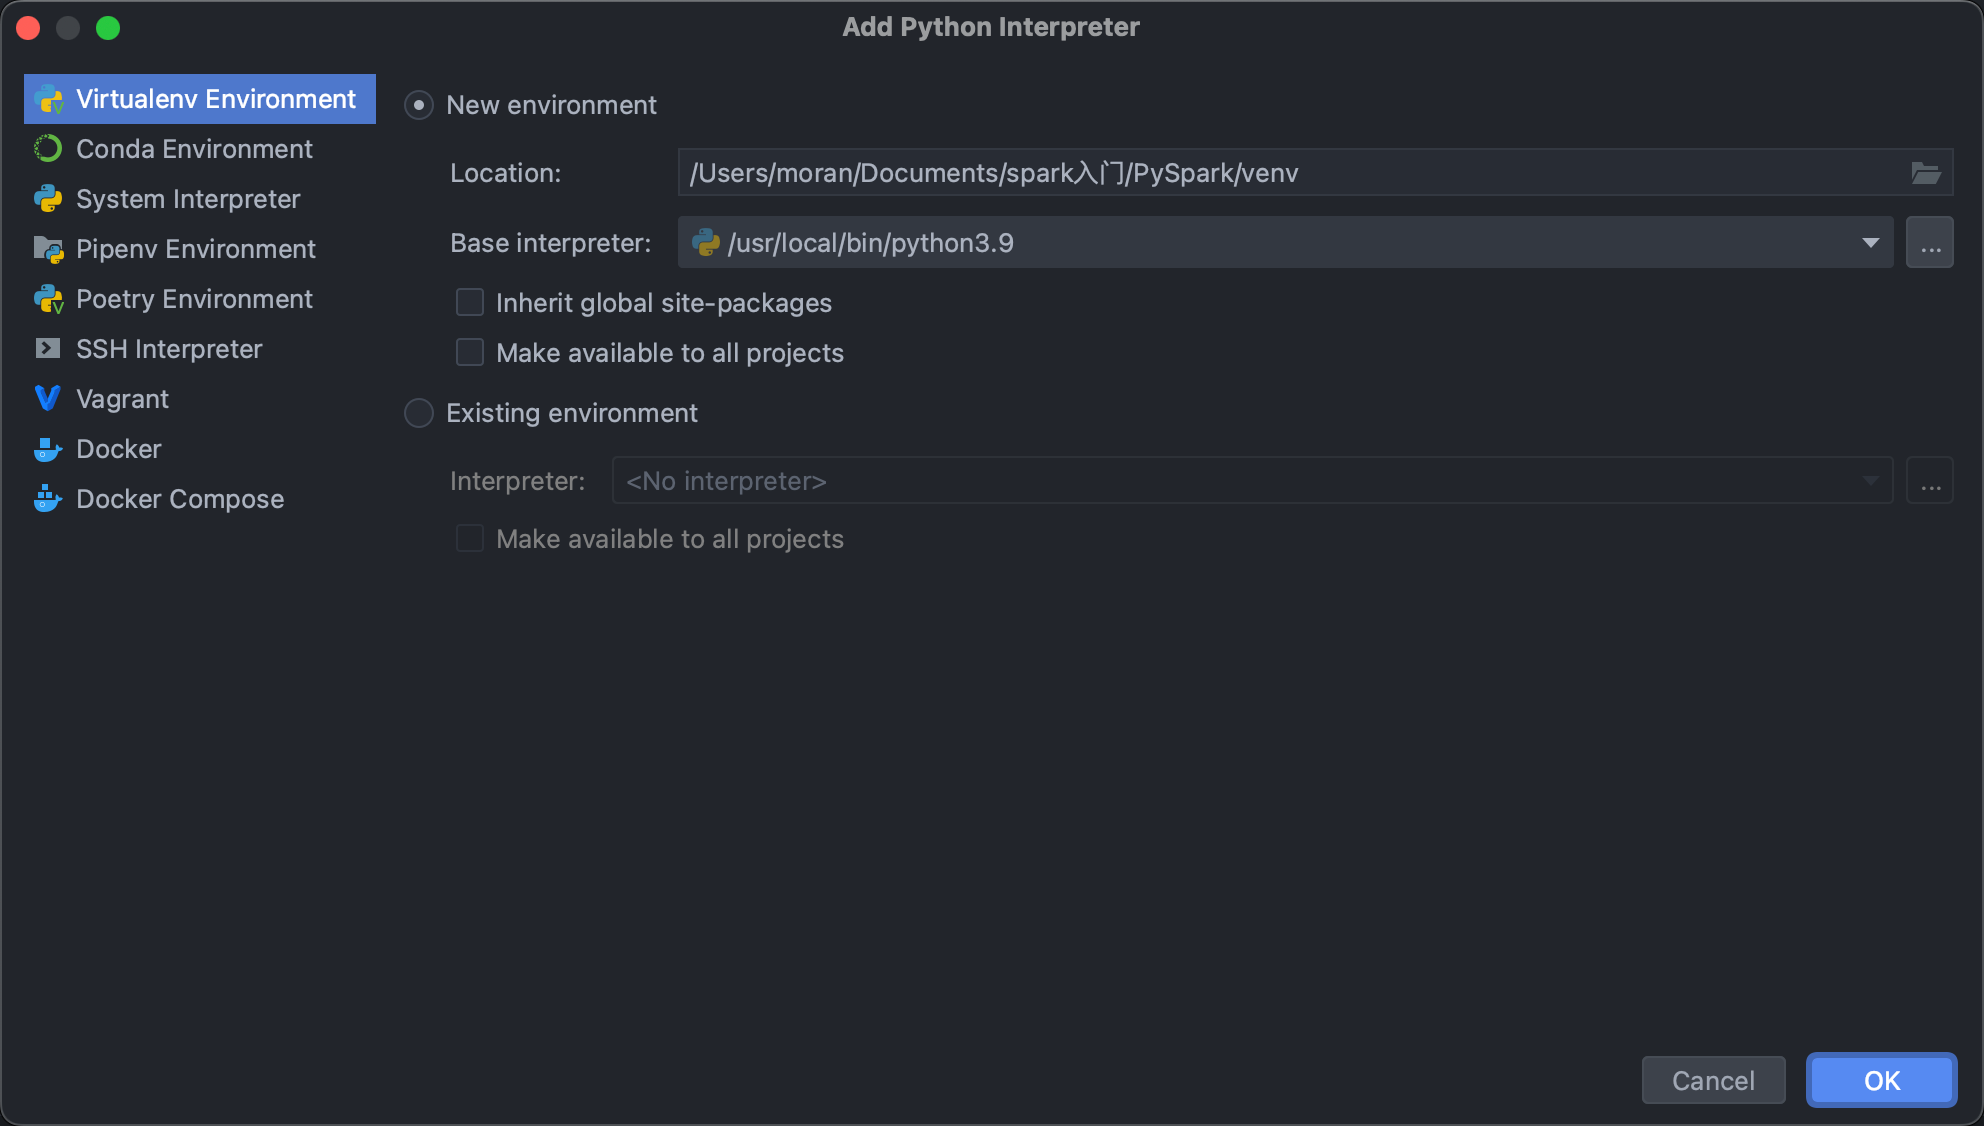 Add Python Interpreter
Virtualenv Environment
Conda Environment
System Interpreter
Pipenv Environment
Poetry Environment
SSH Interpreter
Vagrant
Docker
Docker Compose
New environment
Location: /Users/moran/Documents/spark入门/PySpark/venv
Base interpreter: /usr/local/bin/python3.9 ...
Inherit global site-packages
Make available to all projects
Existing environment
Interpreter: <No interpreter> ...
Make available to all projects
Cancel OK